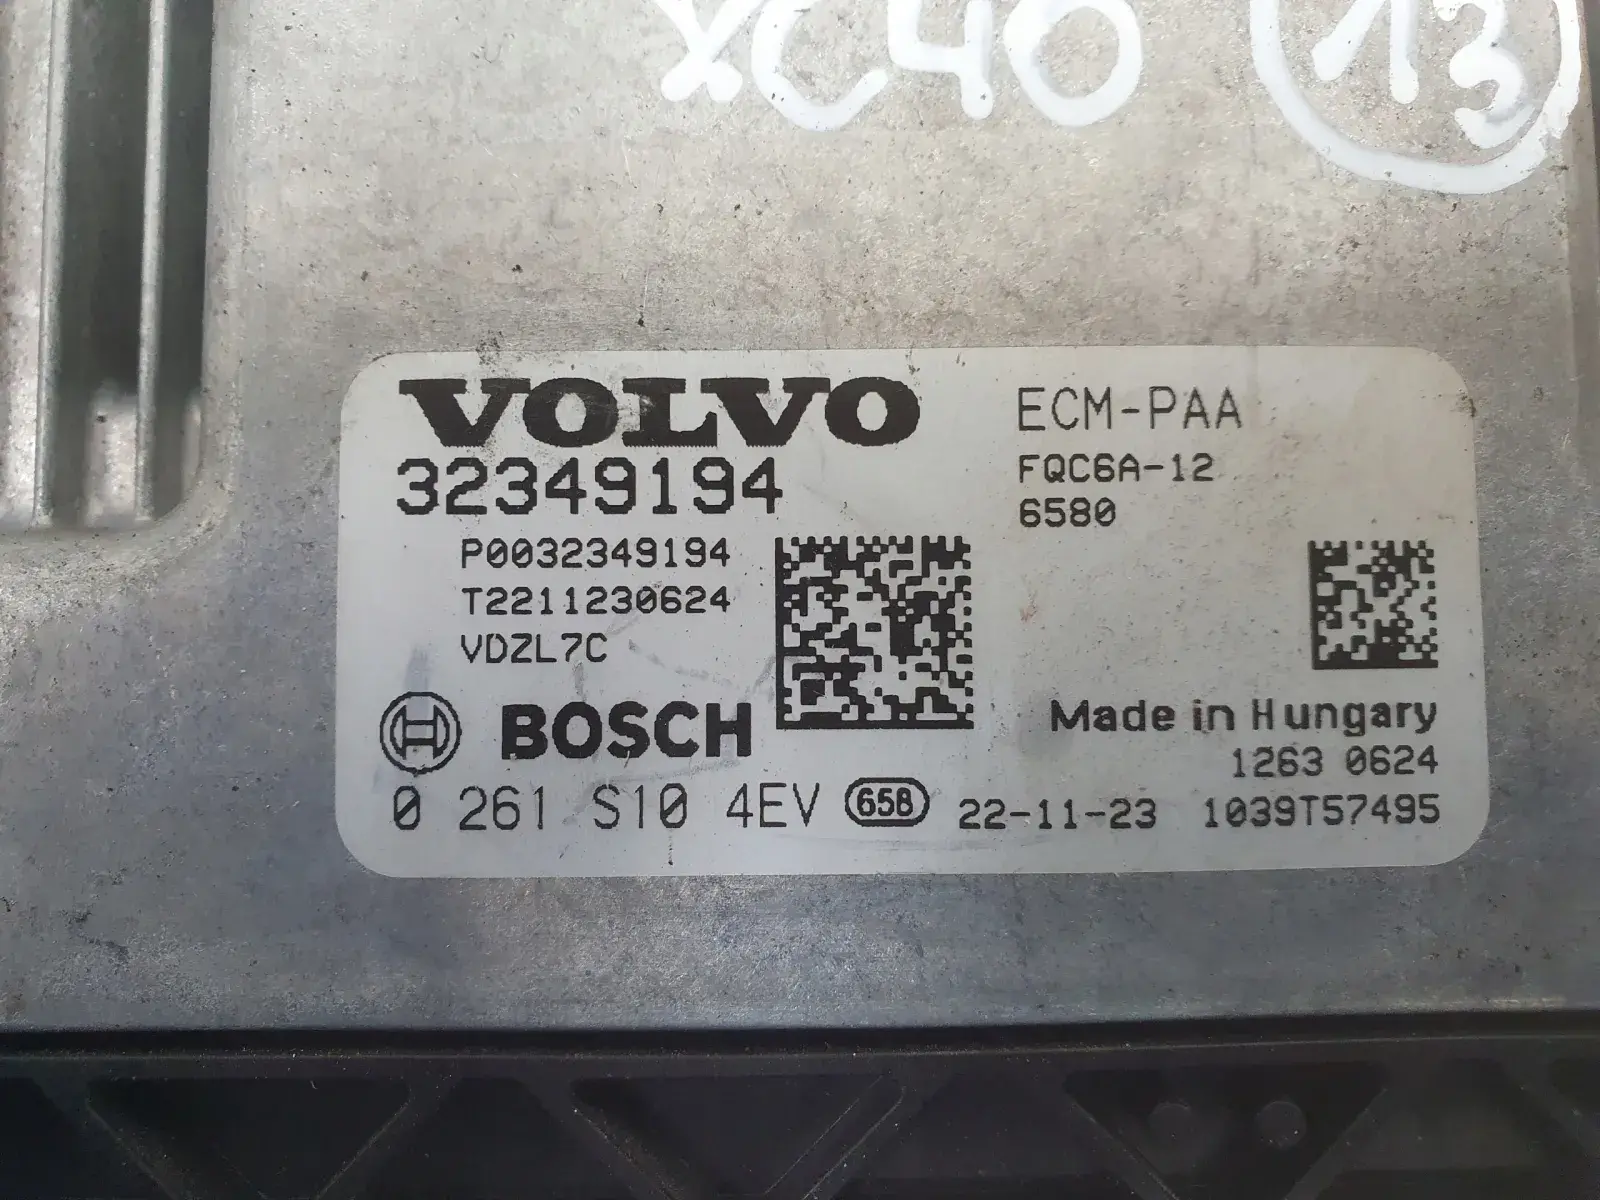 XC40 13
VOLVO
32349194
P0032349194
T2211230624
VDZL7C
BOSCH
0 261 S10 4EV 65B 22-11-23 1039T57495
ECM-PAA
FQC6A-12
6580
Made in Hungary
1263 0624